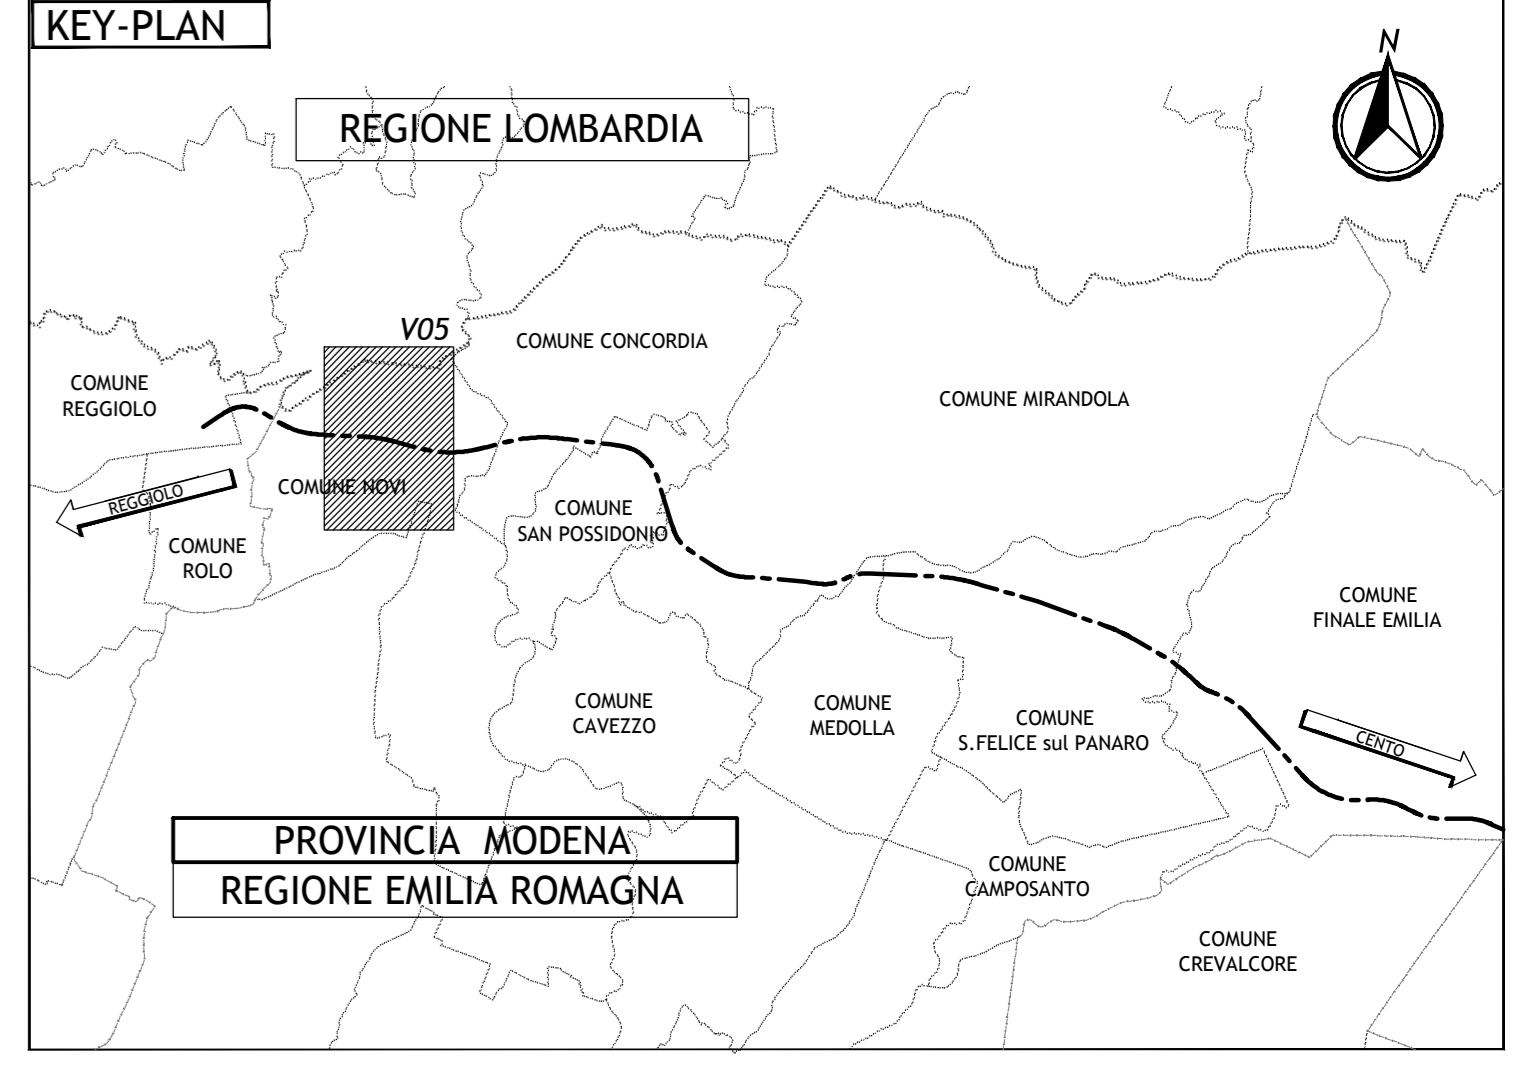 KEY-PLAN
N
REGIONE LOMBARDIA
V05
COMUNE CONCORDIA
COMUNE
REGGIOLO
COMUNE MIRANDOLA
COMUNE NOVI
REGGIOLO
COMUNE
SAN POSSIDONIO
COMUNE
ROLO
COMUNE
FINALE EMILIA
COMUNE
CAVEZZO
COMUNE
MEDOLLA
COMUNE
S.FELICE sul PANARO
CENTO
PROVINCIA MODENA
REGIONE EMILIA ROMAGNA
COMUNE
CAMPOSANTO
COMUNE
CREVALCORE